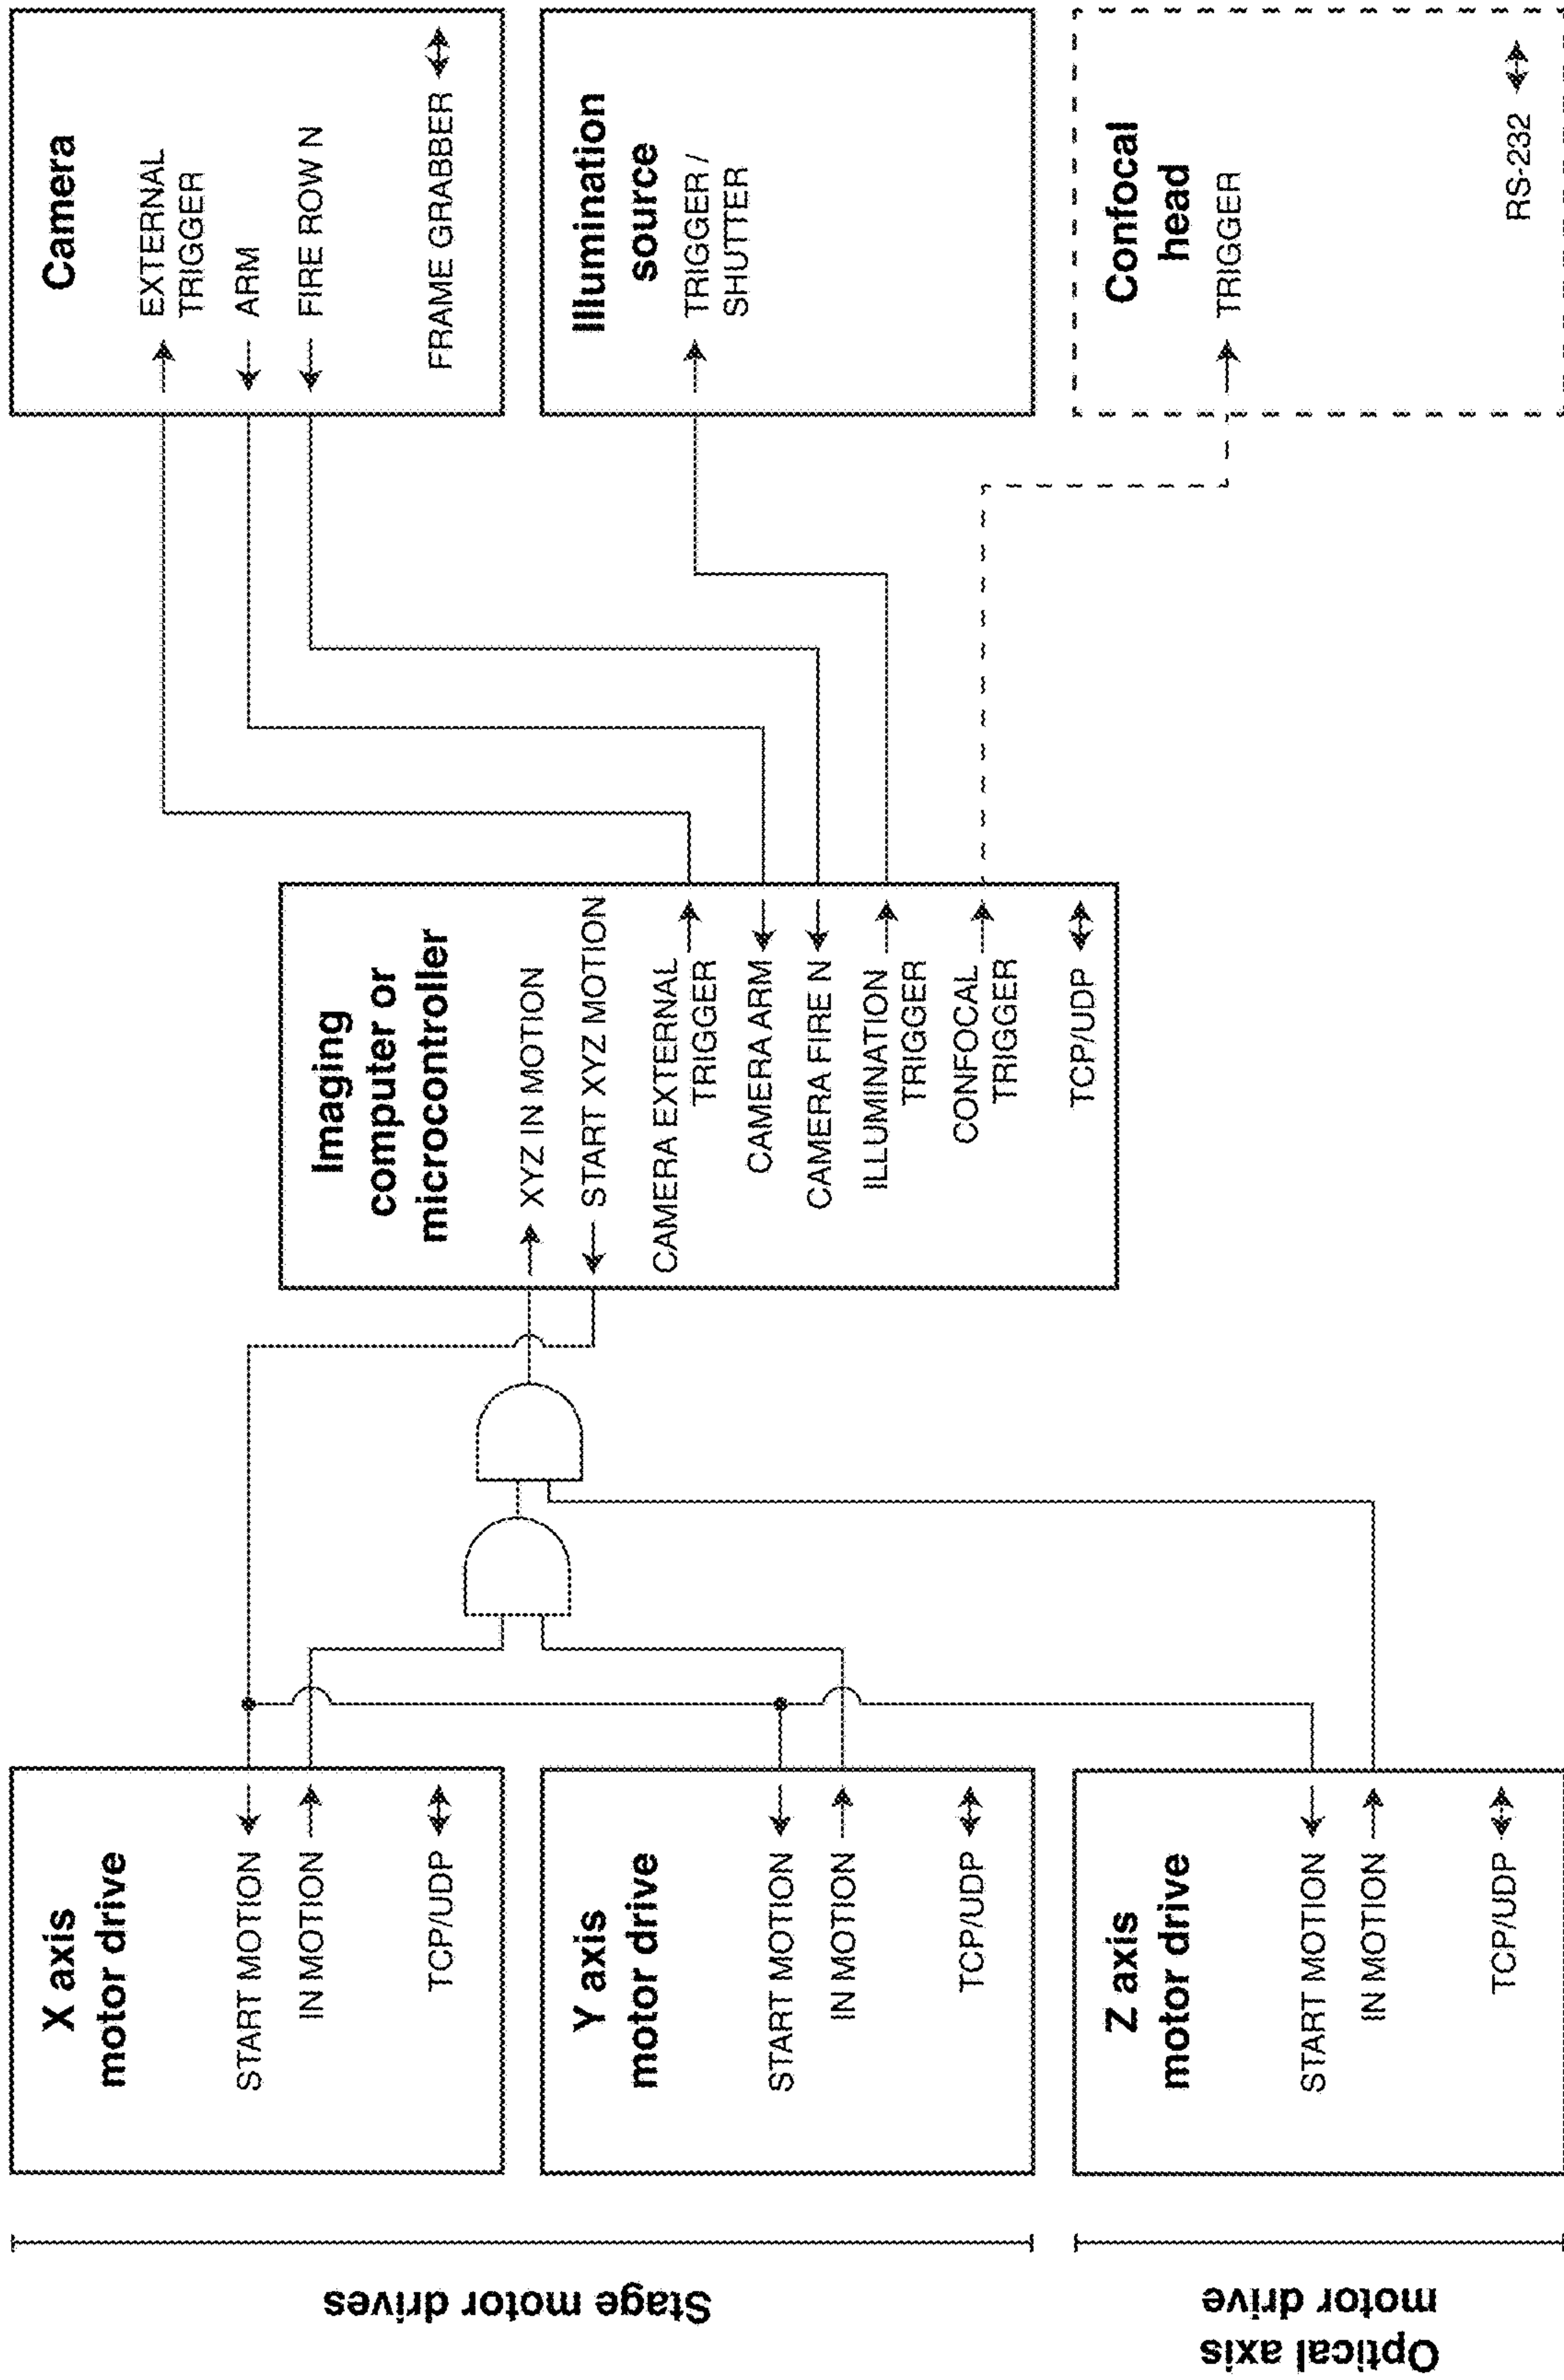 Stage motor drives
Optical axis
motor drive
X axis
motor drive
START MOTION
IN MOTION
TCP/UDP
Y axis
motor drive
START MOTION
IN MOTION
TCP/UDP
Z axis
motor drive
START MOTION
IN MOTION
TCP/UDP
Imaging
computer or
microcontroller
XYZ IN MOTION
START XYZ MOTION
CAMERA EXTERNAL
TRIGGER
CAMERA ARM
CAMERA FIRE N
ILLUMINATION
TRIGGER
CONFOCAL
TRIGGER
TCP/UDP
Camera
EXTERNAL
TRIGGER
ARM
FIRE ROW N
FRAME GRABBER
Illumination
source
TRIGGER /
SHUTTER
Confocal
head
TRIGGER
RS-232